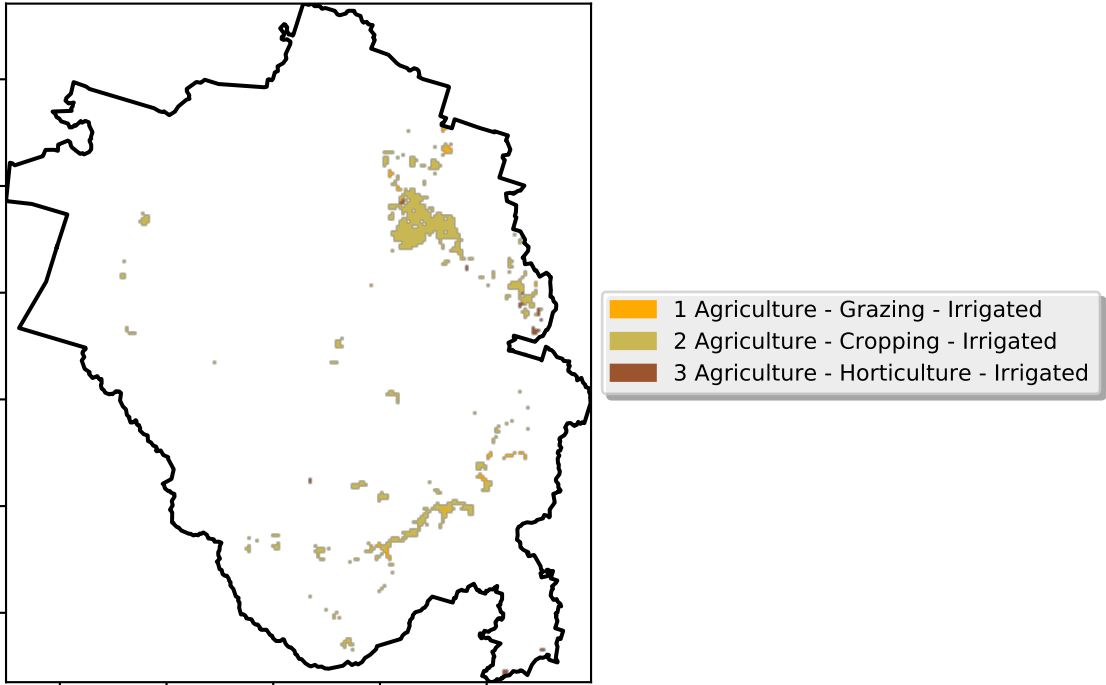 1 Agriculture - Grazing - Irrigated
2 Agriculture - Cropping - Irrigated
3 Agriculture - Horticulture - Irrigated